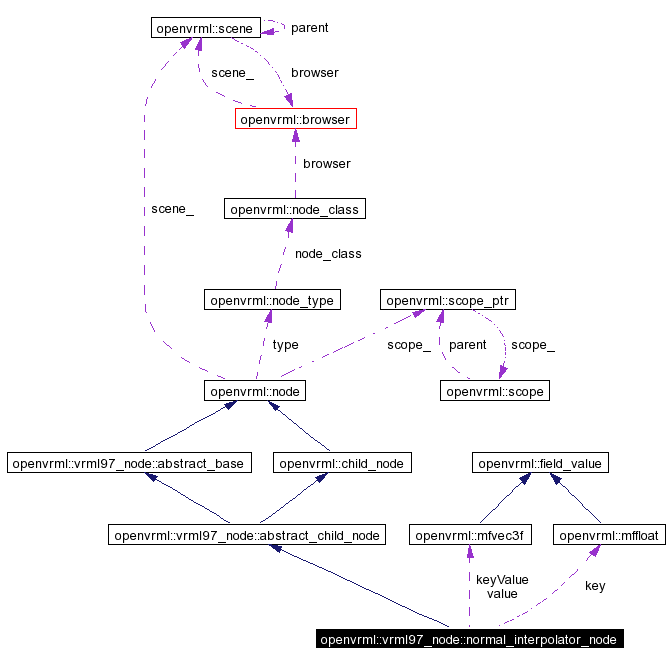 openvrml::scene
parent
scene_
browser
openvrml::browser
browser
scene_
openvrml::node_class
node_class
openvrml::node_type
openvrml::scope_ptr
type
scope_
parent
scope_
openvrml::node
openvrml::scope
openvrml::vrml97_node::abstract_base
openvrml::child_node
openvrml::field_value
openvrml::vrml97_node::abstract_child_node
openvrml::mfvec3f
openvrml::mffloat
keyValue
value
key
openvrml::vrml97_node::normal_interpolator_node